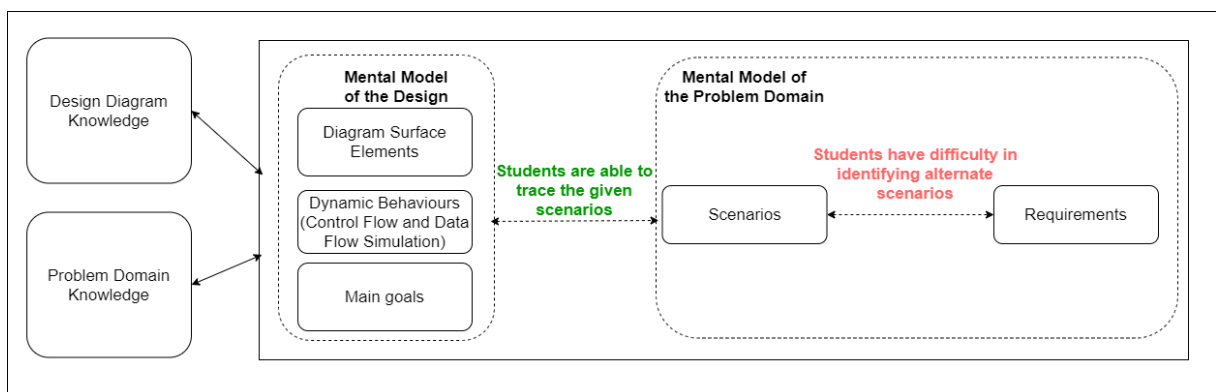 Design Diagram
Knowledge
Problem Domain
Knowledge
Mental Model
of the Design
Diagram Surface
Elements
Dynamic Behaviours
(Control Flow and Data
Flow Simulation)
Main goals
Students are able to
trace the given
scenarios
Mental Model of
the Problem Domain
Scenarios
Students have difficulty in
identifying alternate
scenarios
Requirements